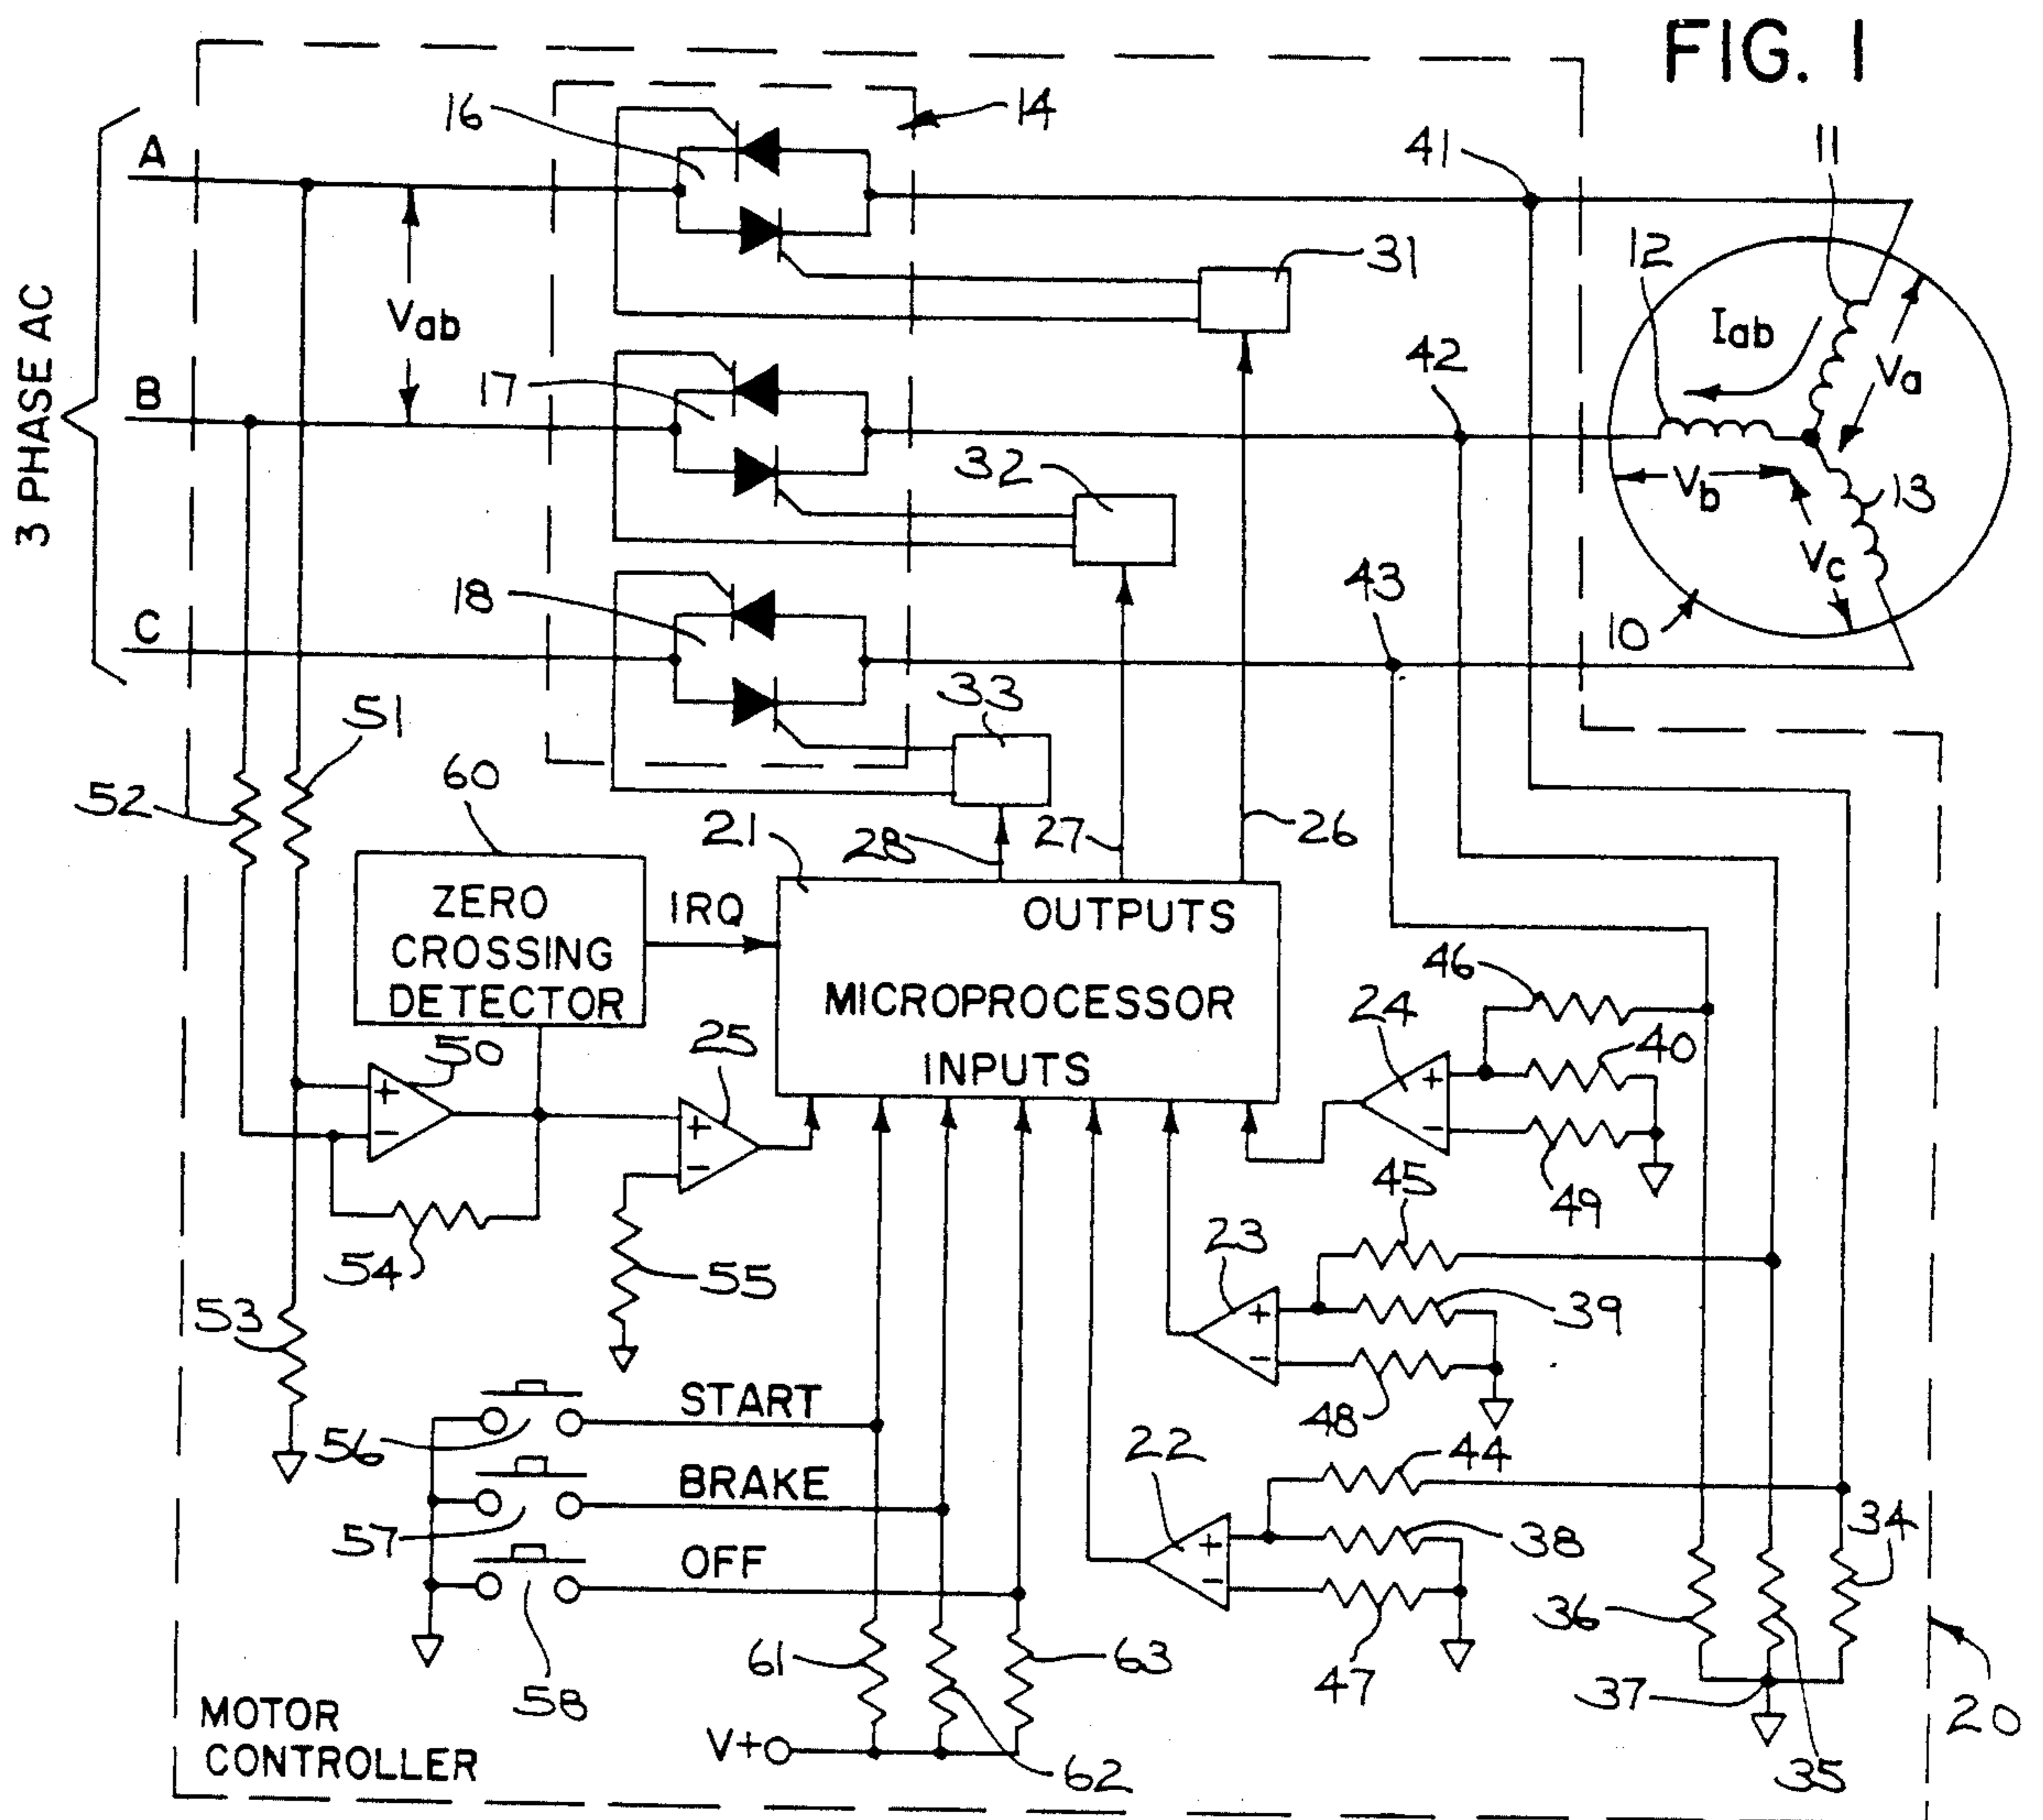 FIG. 1
3 PHASE AC
A
16
14
41
11
12
31
Vab
Iab
Va
B
17
42
32
Vb
13
Vc
43
10
C
18
33
51
52
60
21
28
27
26
ZERO
CROSSING
DETECTOR
IRQ
OUTPUTS
MICROPROCESSOR
INPUTS
46
24
40
+
49
−
50
+
−
25
+
−
45
23
39
+
−
48
54
55
53
START
56
BRAKE
57
OFF
58
44
22
38
+
−
47
34
36
37
35
20
61
62
63
V+
MOTOR
CONTROLLER